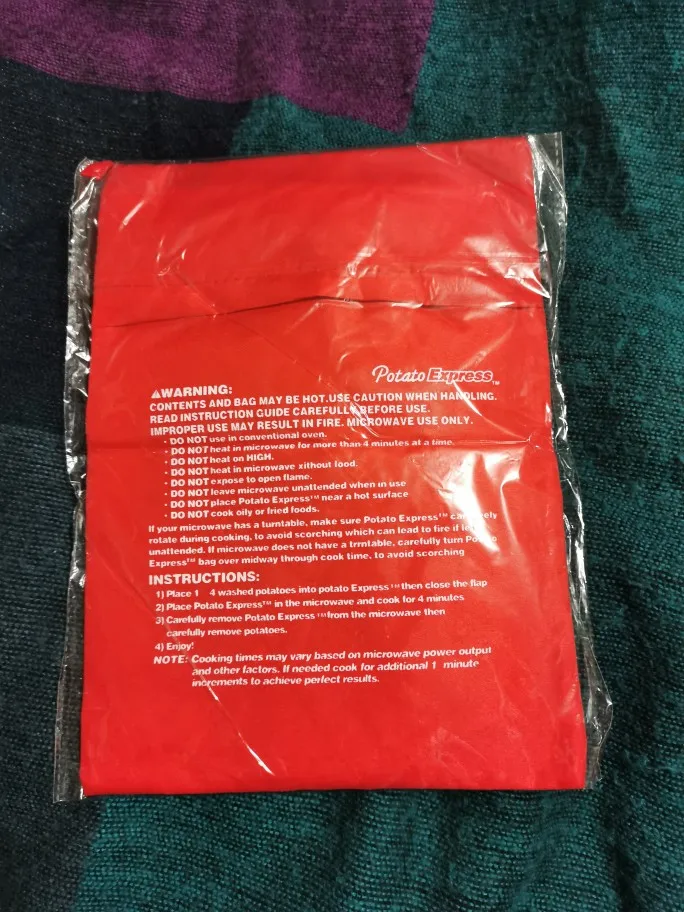 Potato Express™
⚠WARNING:
CONTENTS AND BAG MAY BE HOT.USE CAUTION WHEN HANDLING.
READ INSTRUCTION GUIDE CAREFULLY BEFORE USE.
IMPROPER USE MAY RESULT IN FIRE. MICROWAVE USE ONLY.
· DO NOT use in conventional oven.
· DO NOT heat in microwave for more than 4 minutes at a time.
· DO NOT heat on HIGH.
· DO NOT heat in microwave xithout food.
· DO NOT expose to open flame.
· DO NOT leave microwave unattended when in use
· DO NOT place Potato Express™ near a hot surface
· DO NOT cook oily or fried foods.
If your microwave has a turntable, make sure Potato Express™ can
rotate during cooking, to avoid scorching which can lead to fire if
unattended. If microwave does not have a trrntable, carefully turn Potato
Express™ bag over midway through cook time, to avoid scorching
INSTRUCTIONS:
1) Place 1 4 washed potatoes into potato Express™ then close the flap
2) Place Potato Express™ in the microwave and cook for 4 minutes
3) Carefully remove Potato Express™ from the microwave then
carefully remove potatoes.
4) Enjoy!
NOTE: Cooking times may vary based on microwave power output
and other factors. If needed cook for additional 1 minute
increments to achieve perfect results.